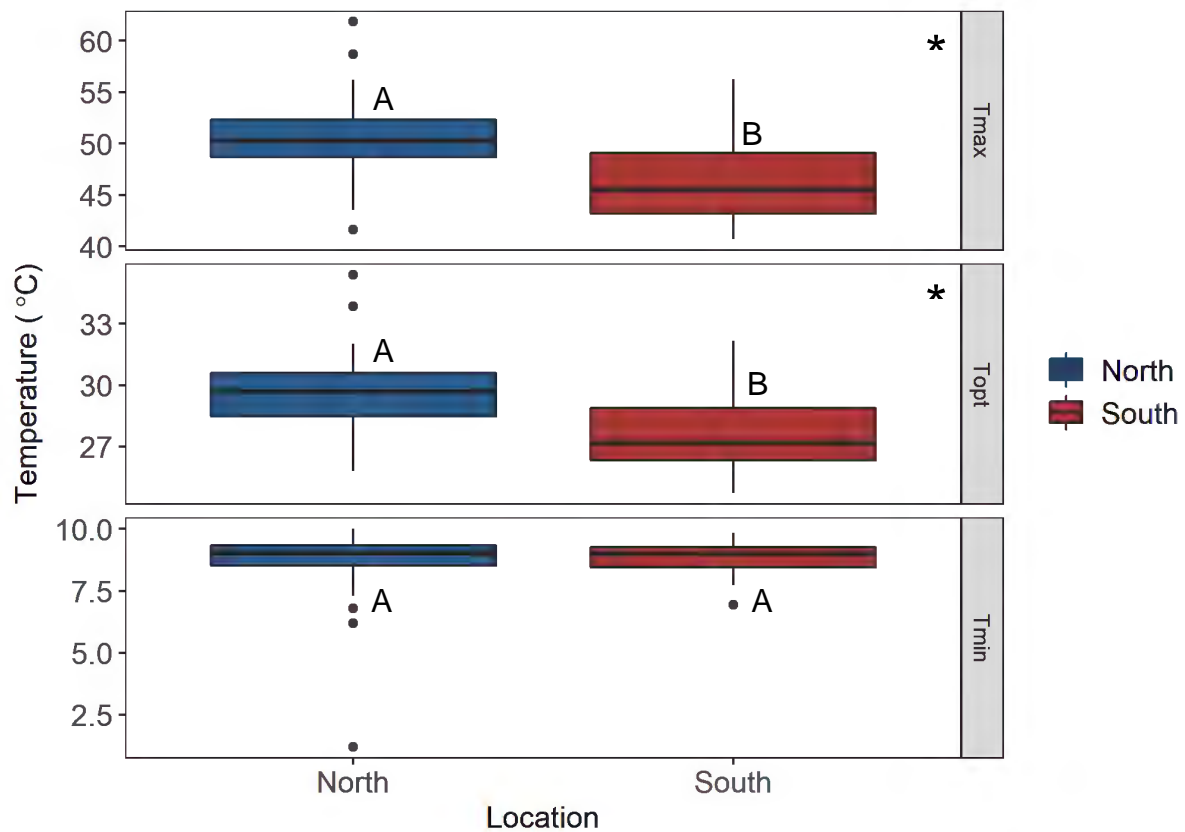 60
55
50
45
40
A
B
*
Tmax
33
30
27
A
B
*
Topt
10.0
7.5
5.0
2.5
A
A
Tmin
Temperature ( °C)
North
South
Location
North
South